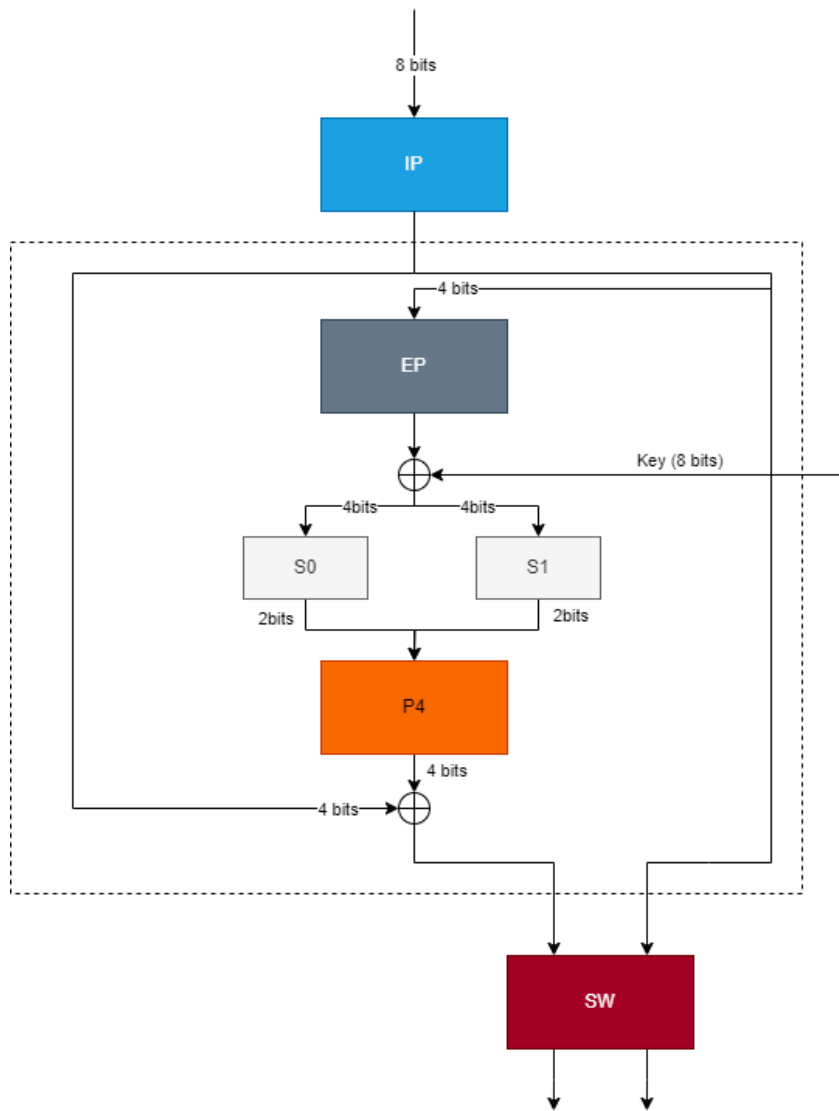 8 bits
IP
4 bits
EP
Key (8 bits)
4bits
4bits
S0
S1
2bits
2bits
P4
4 bits
4 bits
SW